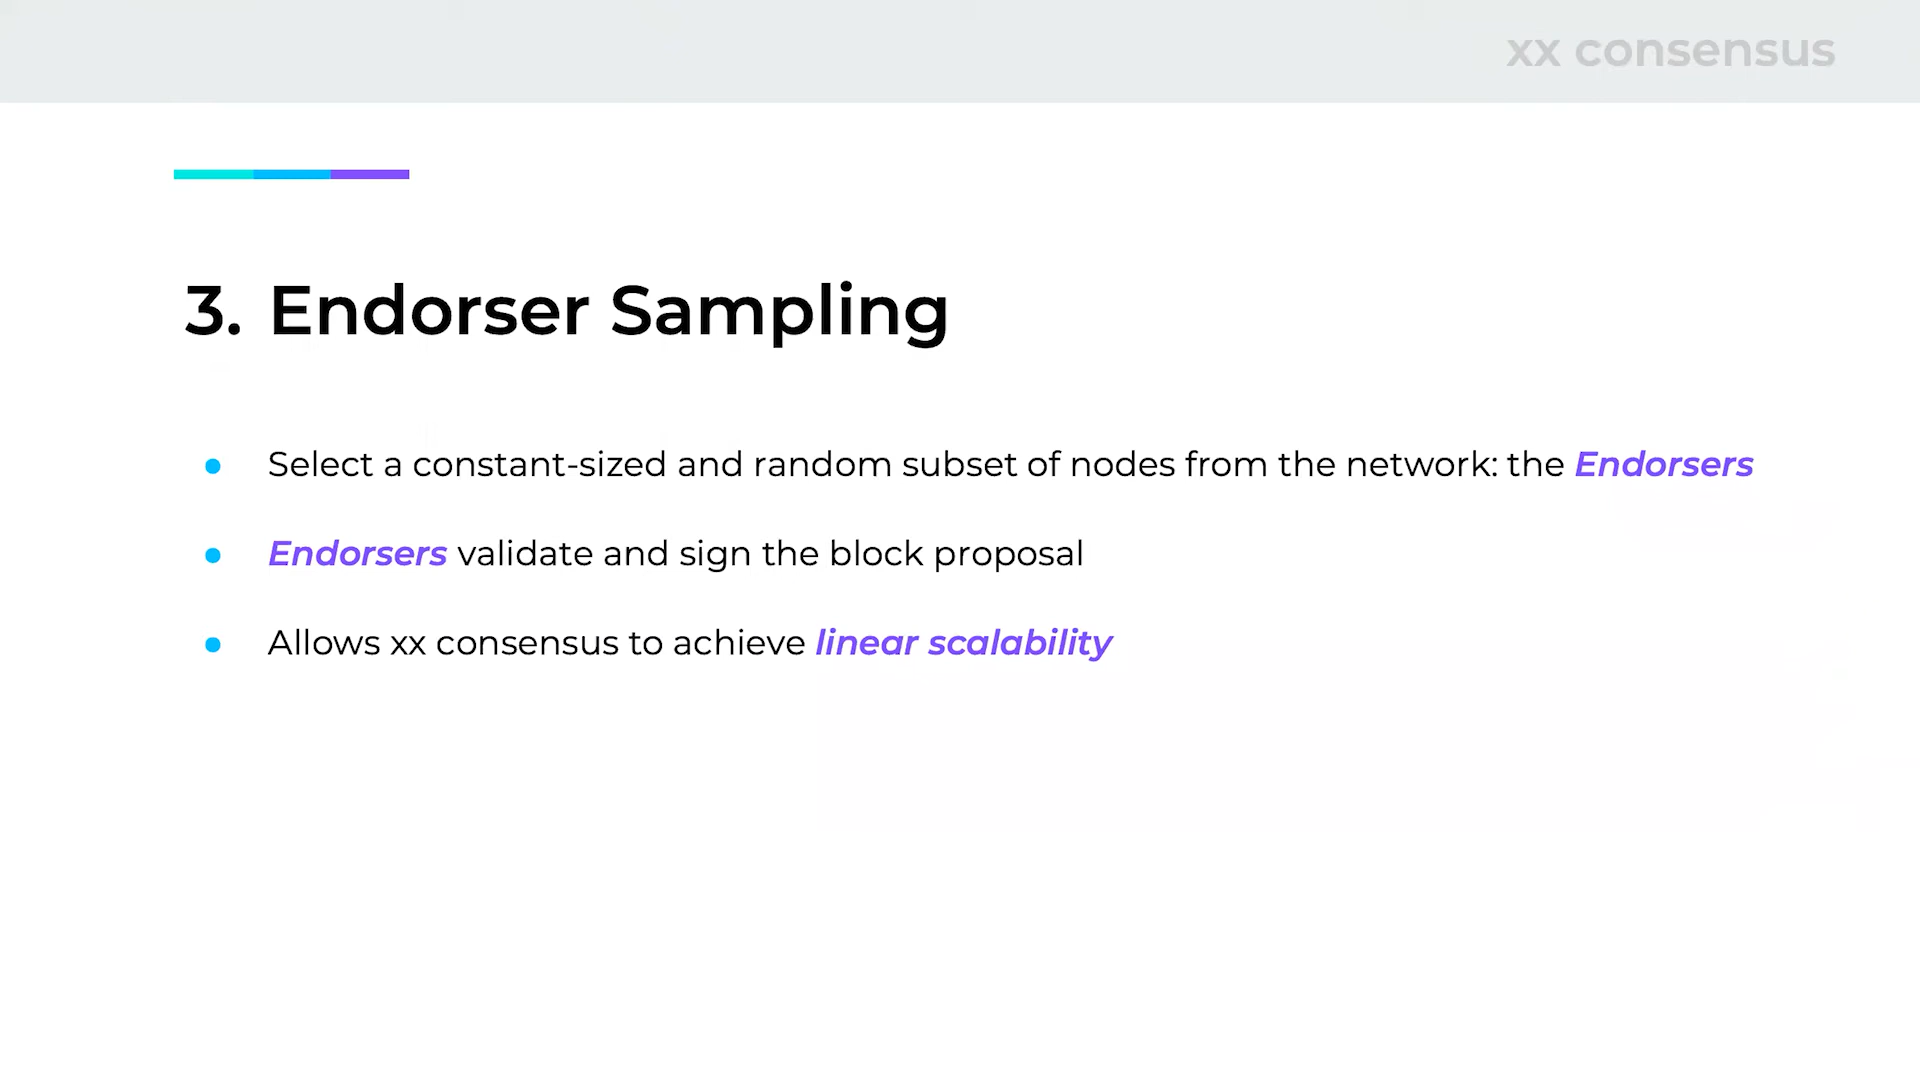 xx consensus
3. Endorser Sampling
● Select a constant-sized and random subset of nodes from the network: the Endorsers
● Endorsers validate and sign the block proposal
● Allows xx consensus to achieve linear scalability